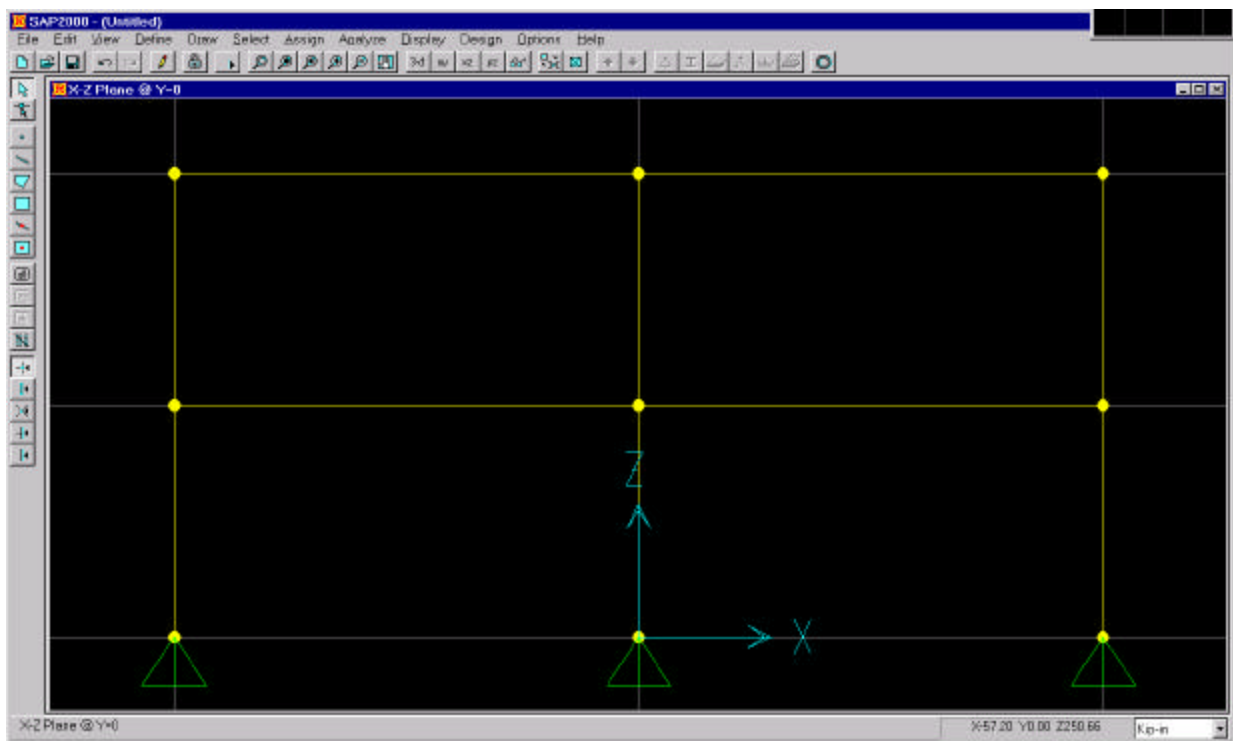 SAP2000 - (Untitled)
File Edit View Define Draw Select Assign Analyze Display Design Options Help
X-Z Plane @ Y=0
Z
X
X-Z Plane @ Y=0 X-57.20 Y0.00 Z250.66 Kip-in